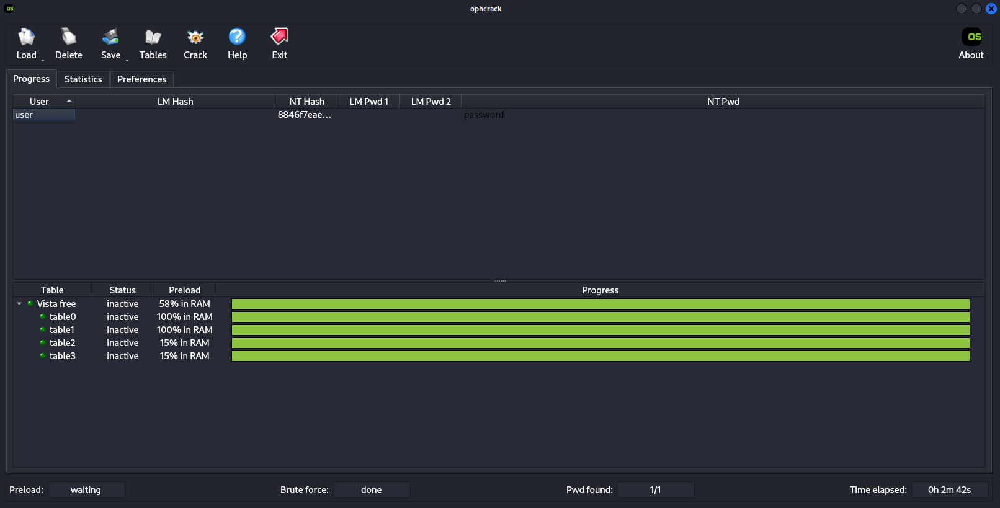 OS ophcrack
Load Delete Save Tables Crack Help Exit OS About
Progress Statistics Preferences
User LM Hash NT Hash LM Pwd 1 LM Pwd 2 NT Pwd
user 8846f7eae... password
Table Status Preload Progress
Vista free inactive 58% in RAM
table0 inactive 100% in RAM
table1 inactive 100% in RAM
table2 inactive 15% in RAM
table3 inactive 15% in RAM
Preload: waiting Brute force: done Pwd found: 1/1 Time elapsed: 0h 2m 42s